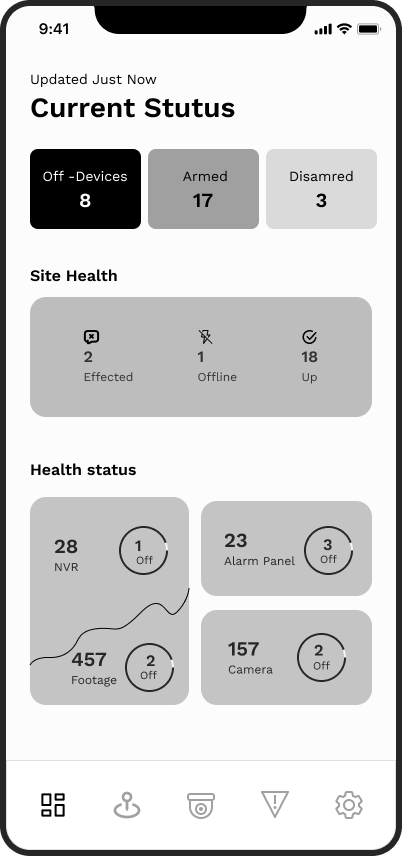 9:41
Updated Just Now
Current Stutus
Off -Devices
8
Armed
17
Disamred
3
Site Health
2
Effected
1
Offline
18
Up
Health status
28
NVR
1
Off
457
Footage
2
Off
23
Alarm Panel
3
Off
157
Camera
2
Off